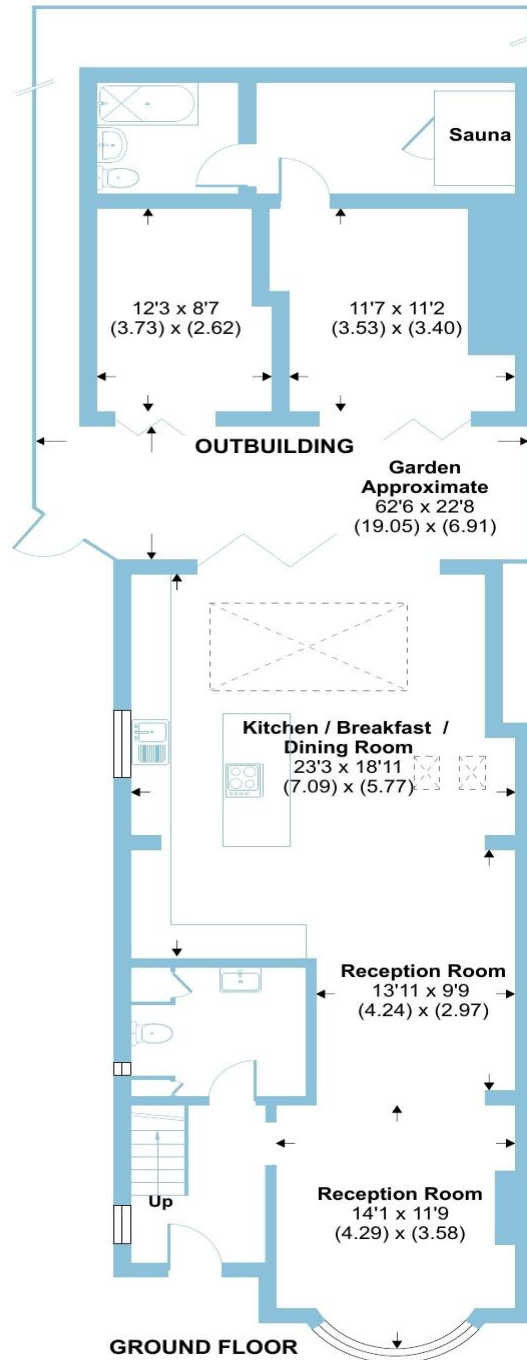 Sauna
12'3 x 8'7
(3.73) x (2.62)
11'7 x 11'2
(3.53) x (3.40)
OUTBUILDING
Garden
Approximate
62'6 x 22'8
(19.05) x (6.91)
Kitchen / Breakfast /
Dining Room
23'3 x 18'11
(7.09) x (5.77)
Reception Room
13'11 x 9'9
(4.24) x (2.97)
Up
Reception Room
14'1 x 11'9
(4.29) x (3.58)
GROUND FLOOR